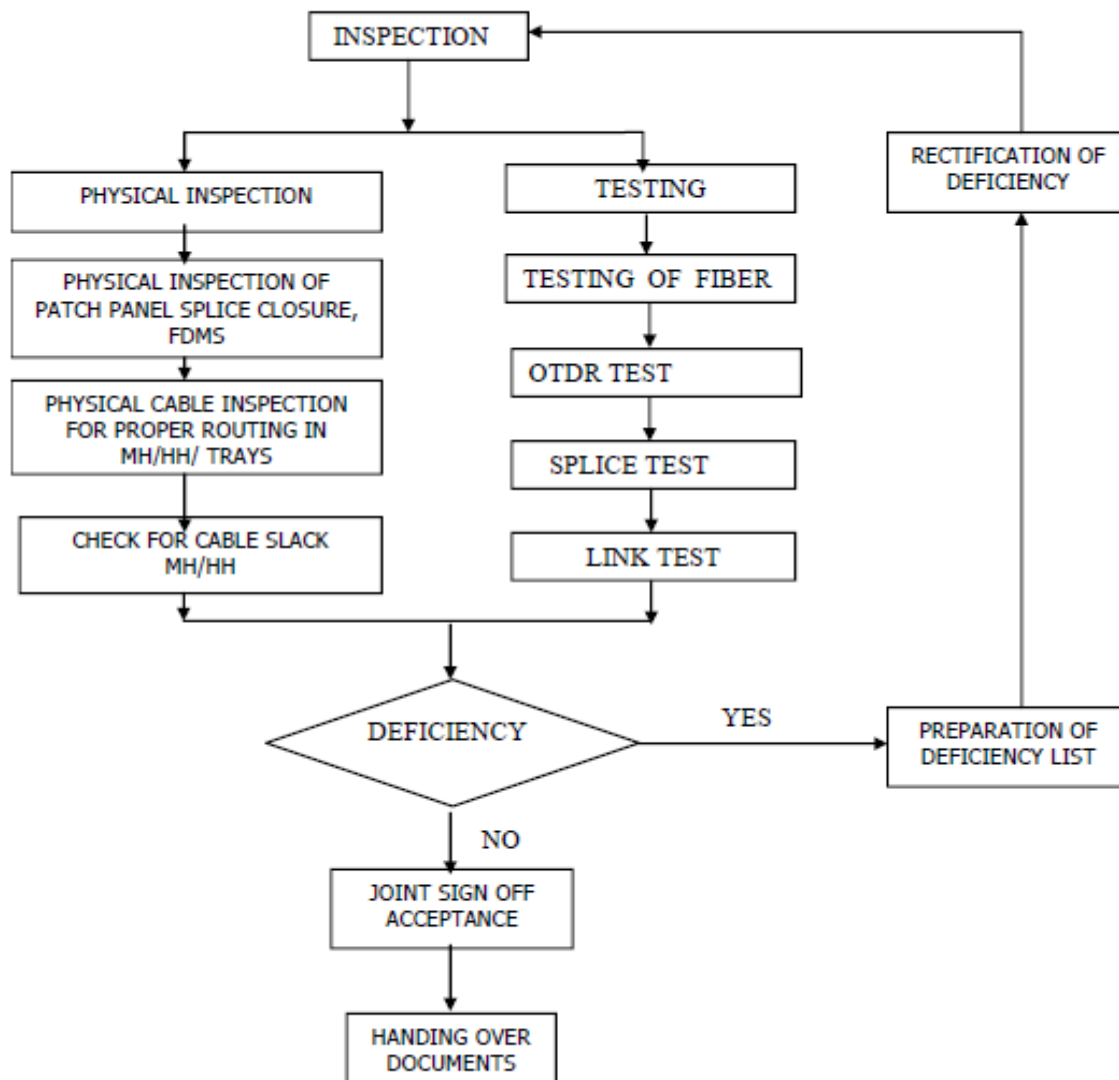 INSPECTION
PHYSICAL INSPECTION
PHYSICAL INSPECTION OF
PATCH PANEL SPLICE CLOSURE,
FDMS
PHYSICAL CABLE INSPECTION
FOR PROPER ROUTING IN
MH/HH/ TRAYS
CHECK FOR CABLE SLACK
MH/HH
TESTING
TESTING OF FIBER
OTDR TEST
SPLICE TEST
LINK TEST
RECTIFICATION OF
DEFICIENCY
DEFICIENCY
YES
PREPARATION OF
DEFICIENCY LIST
NO
JOINT SIGN OFF
ACCEPTANCE
HANDING OVER
DOCUMENTS